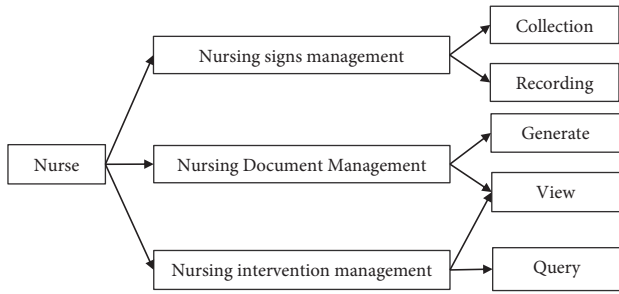 Nurse
Nursing signs management
Nursing Document Management
Nursing intervention management
Collection
Recording
Generate
View
Query